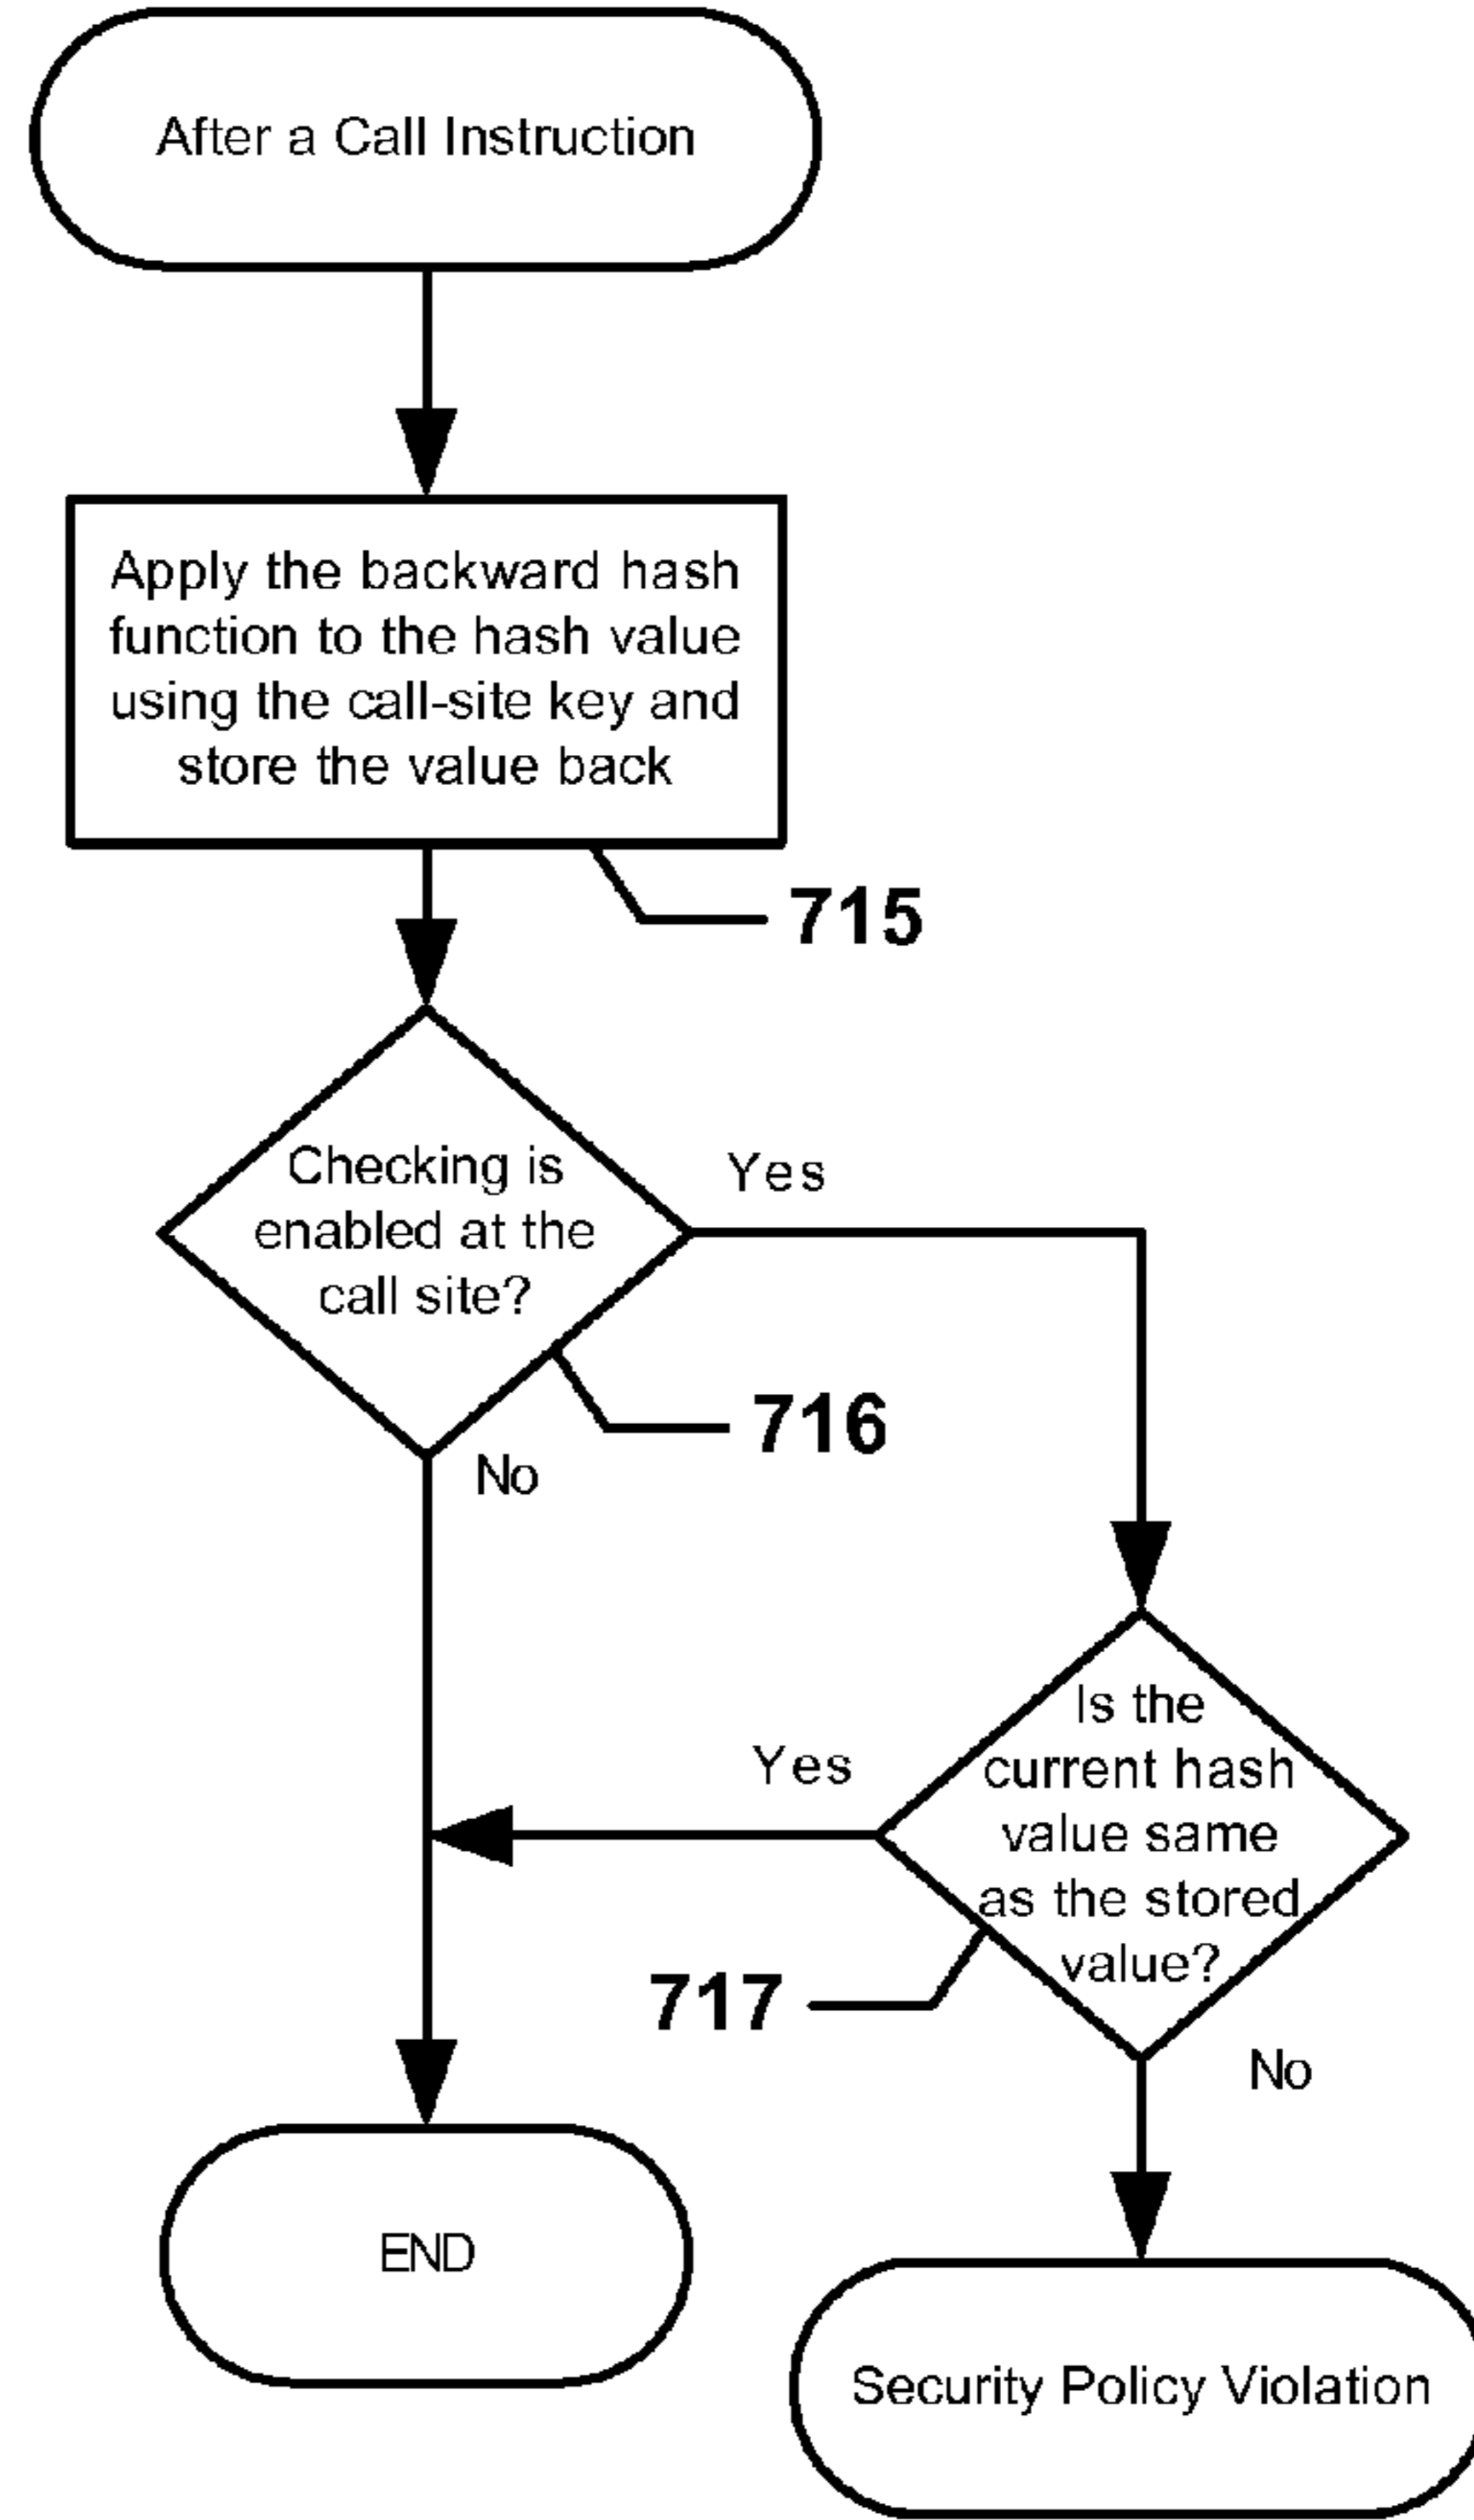 After a Call Instruction
Apply the backward hash
function to the hash value
using the call-site key and
store the value back
715
Checking is
enabled at the
call site?
Yes
716
No
Is the
current hash
value same
as the stored
value?
Yes
717
No
END
Security Policy Violation